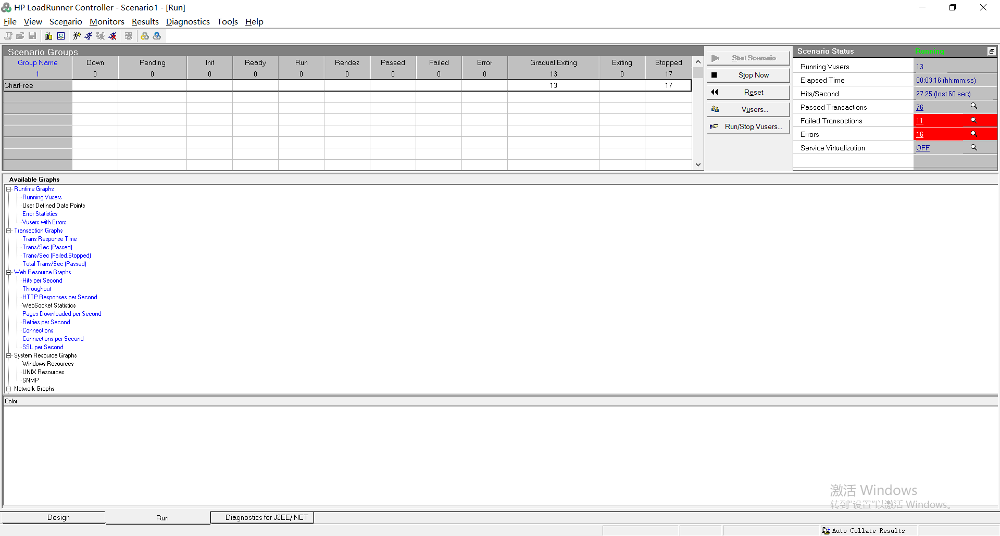 HP LoadRunner Controller - Scenario1 - [Run]
File View Scenario Monitors Results Diagnostics Tools Help
Scenario Groups
Group Name Down Pending Init Ready Run Rendez Passed Failed Error Gradual Exiting Exiting Stopped
1 0 0 0 0 0 0 0 0 0 13 0 17
CharFree 13 17
Start Scenario
Stop Now
Reset
Vusers...
Run/Stop Vusers...
Scenario Status Running
Running Vusers 13
Elapsed Time 00:03:16 (hh:mm:ss)
Hits/Second 27.25 (last 60 sec)
Passed Transactions 76
Failed Transactions 11
Errors 16
Service Virtualization OFF
Available Graphs
Runtime Graphs
Running Vusers
User Defined Data Points
Error Statistics
Vusers with Errors
Transaction Graphs
Trans Response Time
Trans/Sec (Passed)
Trans/Sec (Failed,Stopped)
Total Trans/Sec (Passed)
Web Resource Graphs
Hits per Second
Throughput
HTTP Responses per Second
WebSocket Statistics
Pages Downloaded per Second
Retries per Second
Connections
Connections per Second
SSL per Second
System Resource Graphs
Windows Resources
UNIX Resources
SNMP
Network Graphs
Color
激活 Windows
转到“设置”以激活 Windows。
Design Run Diagnostics for J2EE/.NET
Auto Collate Results